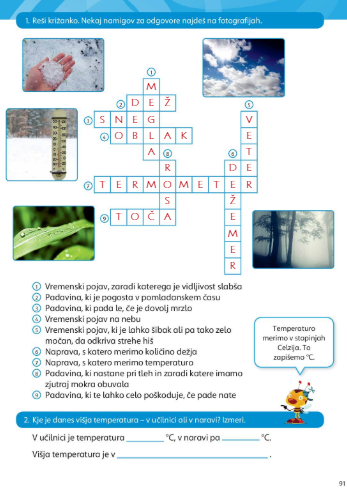 1. Reši križanko. Nekaj namigov za odgovore najdeš na fotografijah.
1
M
2 D E Ž 5
3 S N E G V
4 O B L A K E
A 8 6 T
R D E
7 T E R M O M E T E R
S Ž
9 T O Č A E
M
E
R
1 Vremenski pojav, zaradi katerega je vidljivost slabša
2 Padavina, ki je pogosta v pomladanskem času
3 Padavina, ki pada le, če je dovolj mrzlo
4 Vremenski pojav na nebu
5 Vremenski pojav, ki je lahko šibak ali pa tako zelo
močan, da odkriva strehe hiš
6 Naprava, s katero merimo količino dežja
7 Naprava, s katero merimo temperaturo
8 Padavina, ki nastane pri tleh in zaradi katere imamo
zjutraj mokra obuvala
9 Padavina, ki te lahko celo poškoduje, če pade nate
Temperaturo
merimo v stopinjah
Celzija. To
zapišemo °C.
2. Kje je danes višja temperatura – v učilnici ali v naravi? Izmeri.
V učilnici je temperatura ________ °C, v naravi pa ________ °C.
Višja temperatura je v ________________________________ .
91